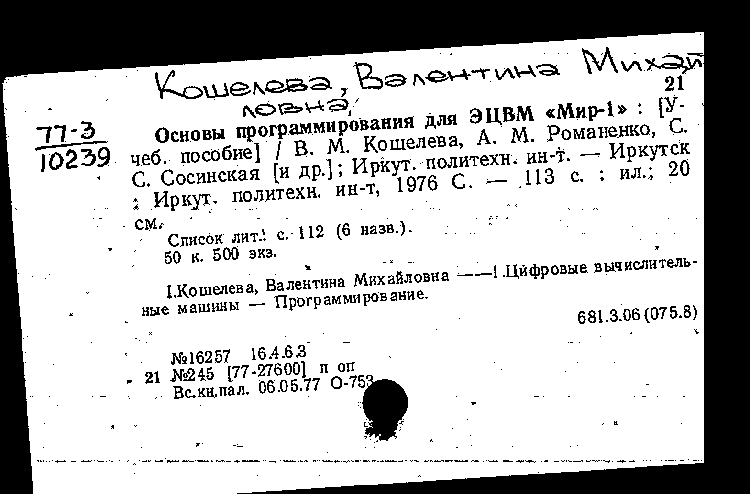 Кошелева, Валентина Михай
ловна,
21
77-3
10239
Основы программирования для ЭЦВМ «Мир-1» : [У-
чеб. пособие] / В. М. Кошелева, А. М. Романенко, С.
С. Сосинская [и др.]; Иркут. политехн. ин-т. — Иркутск
: Иркут. политехн. ин-т, 1976 С. — 113 с. : ил.; 20
см.
Список лит.: с. 112 (6 назв.).
50 к. 500 экз.
I.Кошелева, Валентина Михайловна ——I.Цифровые вычислитель-
ные машины — Программирование.
681.3.06(075.8)
№16257 16.4.6.3
21 №245 [77-27600] п оп
Вс.кн.пал. 06.05.77 О-753